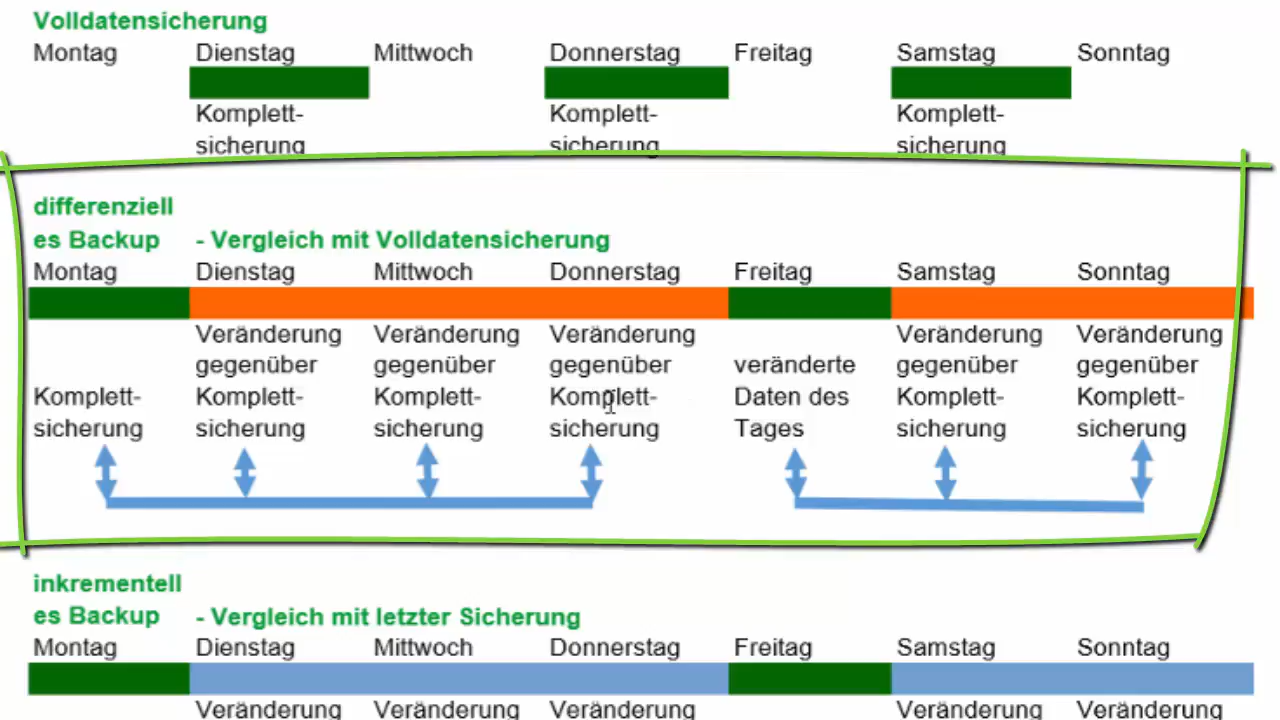 Volldatensicherung
Montag Dienstag Mittwoch Donnerstag Freitag Samstag Sonntag
Komplett- Komplett- Komplett-
sicherung sicherung sicherung
differenziell
es Backup - Vergleich mit Volldatensicherung
Montag Dienstag Mittwoch Donnerstag Freitag Samstag Sonntag
Veränderung Veränderung Veränderung Veränderung Veränderung
gegenüber gegenüber gegenüber veränderte gegenüber gegenüber
Komplett- Komplett- Komplett- Komplett- Daten des Komplett- Komplett-
sicherung sicherung sicherung sicherung Tages sicherung sicherung
inkrementell
es Backup - Vergleich mit letzter Sicherung
Montag Dienstag Mittwoch Donnerstag Freitag Samstag Sonntag
Veränderung Veränderung Veränderung Veränderung Veränderung